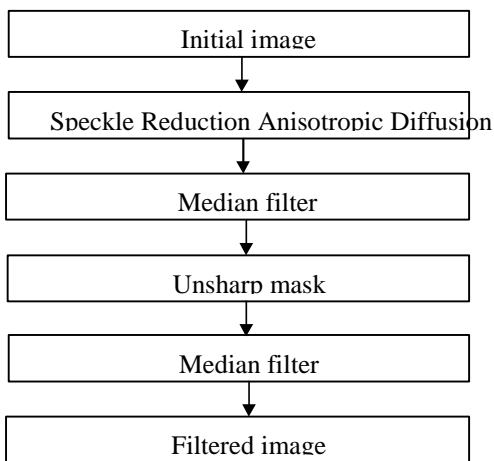 Initial image
Speckle Reduction Anisotropic Diffusion
Median filter
Unsharp mask
Median filter
Filtered image